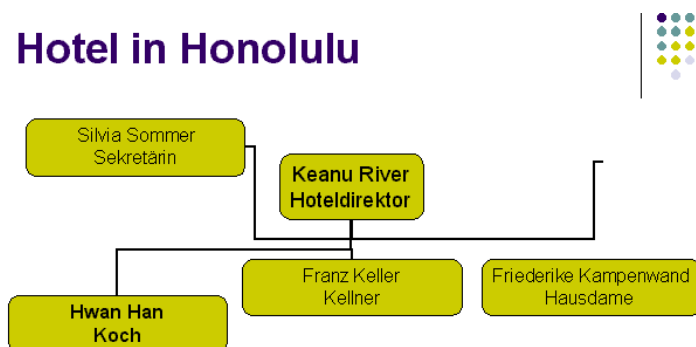 Hotel in Honolulu
Silvia Sommer
Sekretärin
Keanu River
Hoteldirektor
Franz Keller
Kellner
Friederike Kampenwand
Hausdame
Hwan Han
Koch